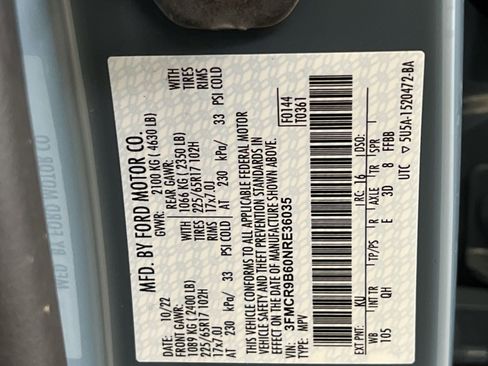 MFD. BY FORD MOTOR CO.
10/22
GVWR: 2100 KG ( 4630 LB)
FRONT GAWR: 1089 KG ( 2400 LB)
225/65R17 102H
17x7.0J
AT 230 kPa/ 33 PSI COLD
REAR GAWR: 1066 KG ( 2350 LB)
WITH
225/65R17 102H
TIRES
17x7.0J
RIMS
AT 230 kPa/ 33 PSI COLD
THIS VEHICLE CONFORMS TO ALL APPLICABLE FEDERAL MOTOR
VEHICLE SAFETY AND THEFT PREVENTION STANDARDS IN
EFFECT ON THE DATE OF MANUFACTURE SHOWN ABOVE.
VIN: 3FMCR9B60NRE36035
TYPE: MPV
F0144
T0361
EXT PNT: KU RC: 16 DSO:
WB INT TR TP/PS R AXLE TR SPR
105 QH E 3D 8 FFBB
UTC ▽ 5U5A-1520472-BA